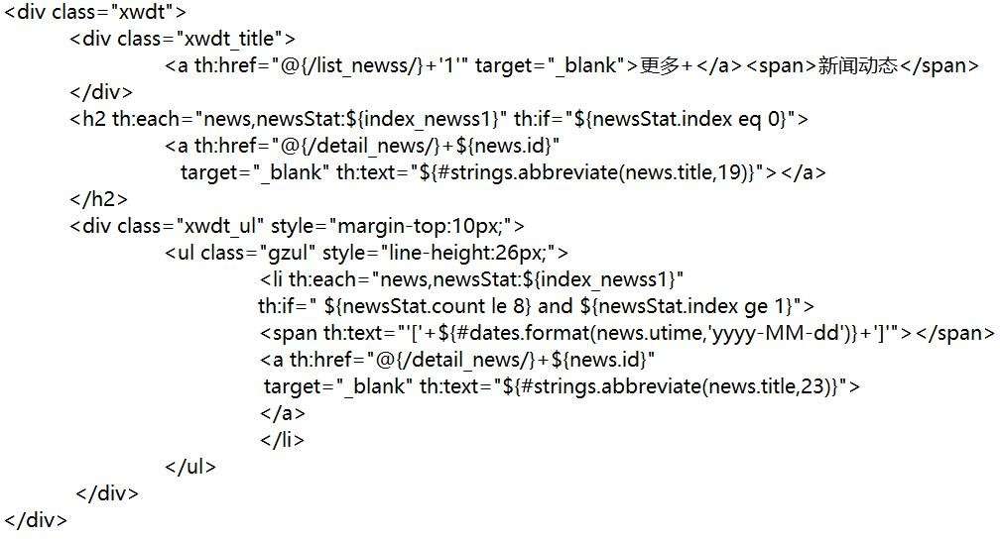 <div class="xwdt">
<div class="xwdt_title">
<a th:href="@{/list_newss/}+'1'" target="_blank">更多+</a><span>新闻动态</span>
</div>
<h2 th:each="news,newsStat:${index_newss1}" th:if="${newsStat.index eq 0}">
<a th:href="@{/detail_news/}+${news.id}"
target="_blank" th:text="${#strings.abbreviate(news.title,19)}"></a>
</h2>
<div class="xwdt_ul" style="margin-top:10px;">
<ul class="gzul" style="line-height:26px;">
<li th:each="news,newsStat:${index_newss1}"
th:if=" ${newsStat.count le 8} and ${newsStat.index ge 1}">
<span th:text="'['+${#dates.format(news.utime,'yyyy-MM-dd')}+']'"></span>
<a th:href="@{/detail_news/}+${news.id}"
target="_blank" th:text="${#strings.abbreviate(news.title,23)}">
</a>
</li>
</ul>
</div>
</div>